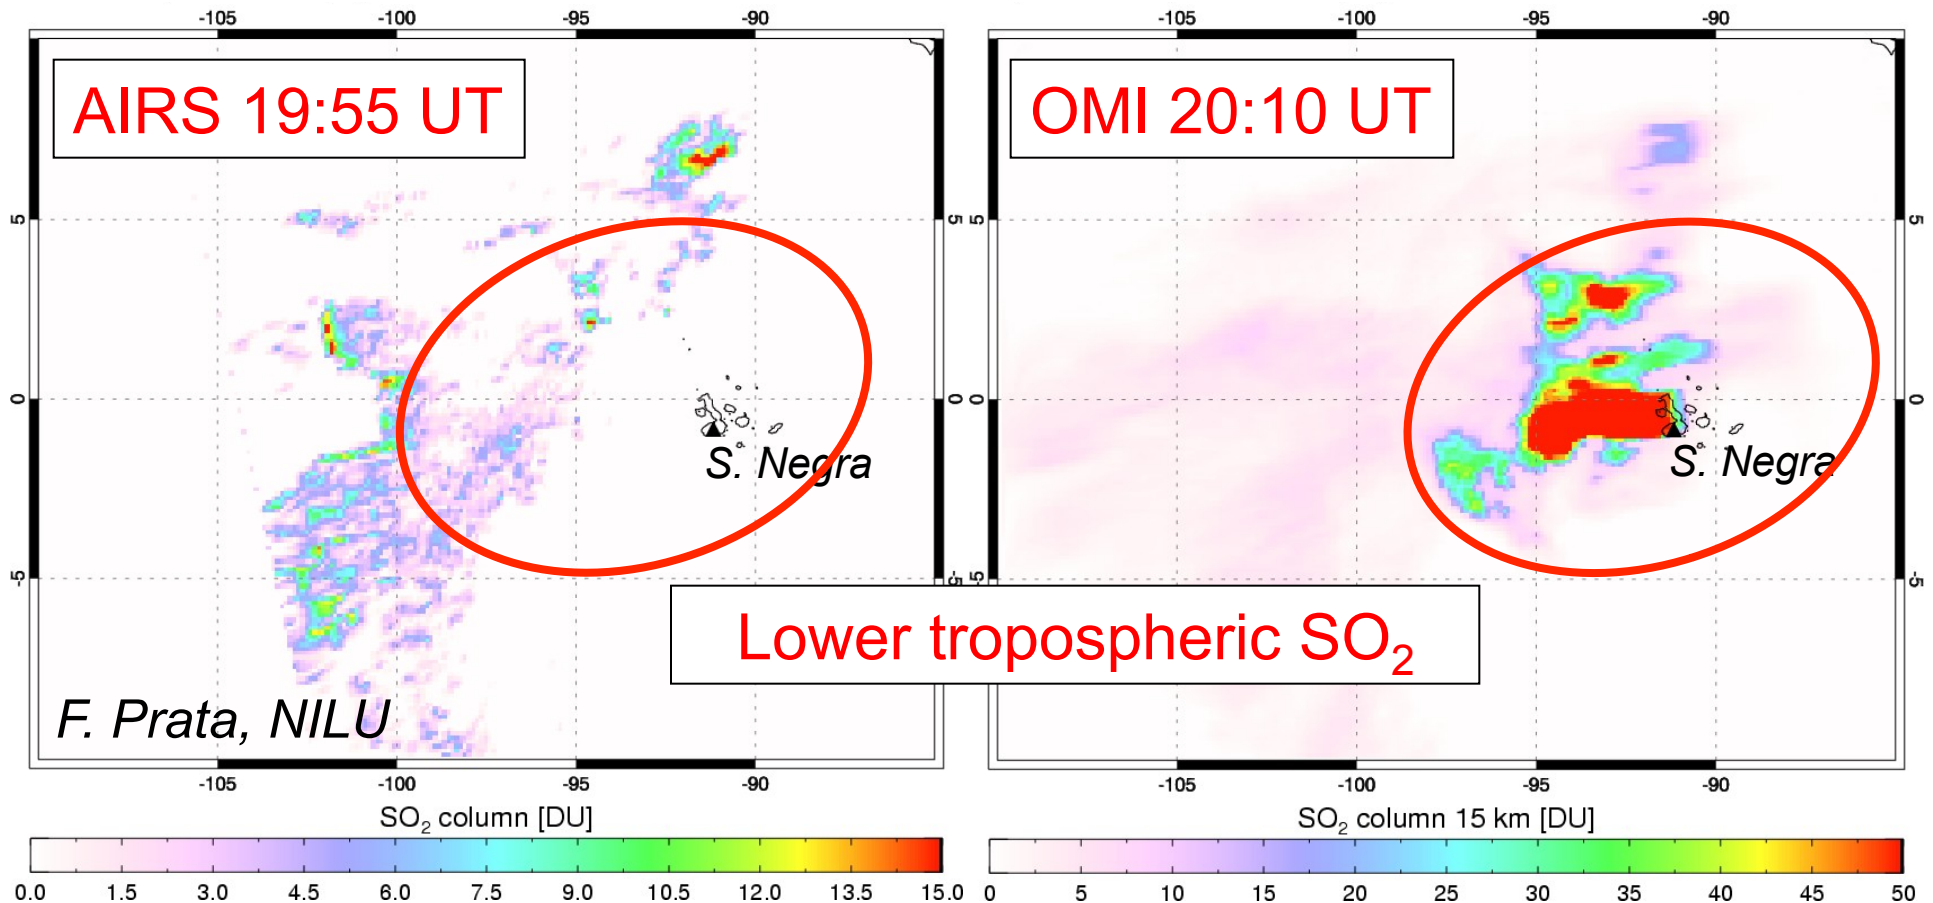 -105 -100 -95 -90
-105 -100 -95 -90
AIRS 19:55 UT
OMI 20:10 UT
5 5 5 5
0 0 0 0
S. Negra
S. Negra
-5 -5 -5 -5
Lower tropospheric SO2
F. Prata, NILU
-105 -100 -95 -90
-105 -100 -95 -90
SO2 column [DU]
SO2 column 15 km [DU]
0.0 1.5 3.0 4.5 6.0 7.5 9.0 10.5 12.0 13.5 15.0
0 5 10 15 20 25 30 35 40 45 50